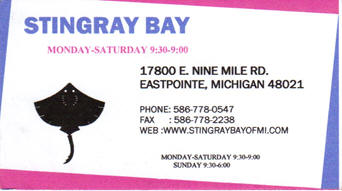 STINGRAY BAY
MONDAY-SATURDAY 9:30-9:00
17800 E. NINE MILE RD.
EASTPOINTE, MICHIGAN 48021
PHONE: 586-778-0547
FAX : 586-778-2238
WEB :WWW.STINGRAYBAYOFMI.COM
MONDAY-SATURDAY 9:30-9:00
SUNDAY 9:30-6:00